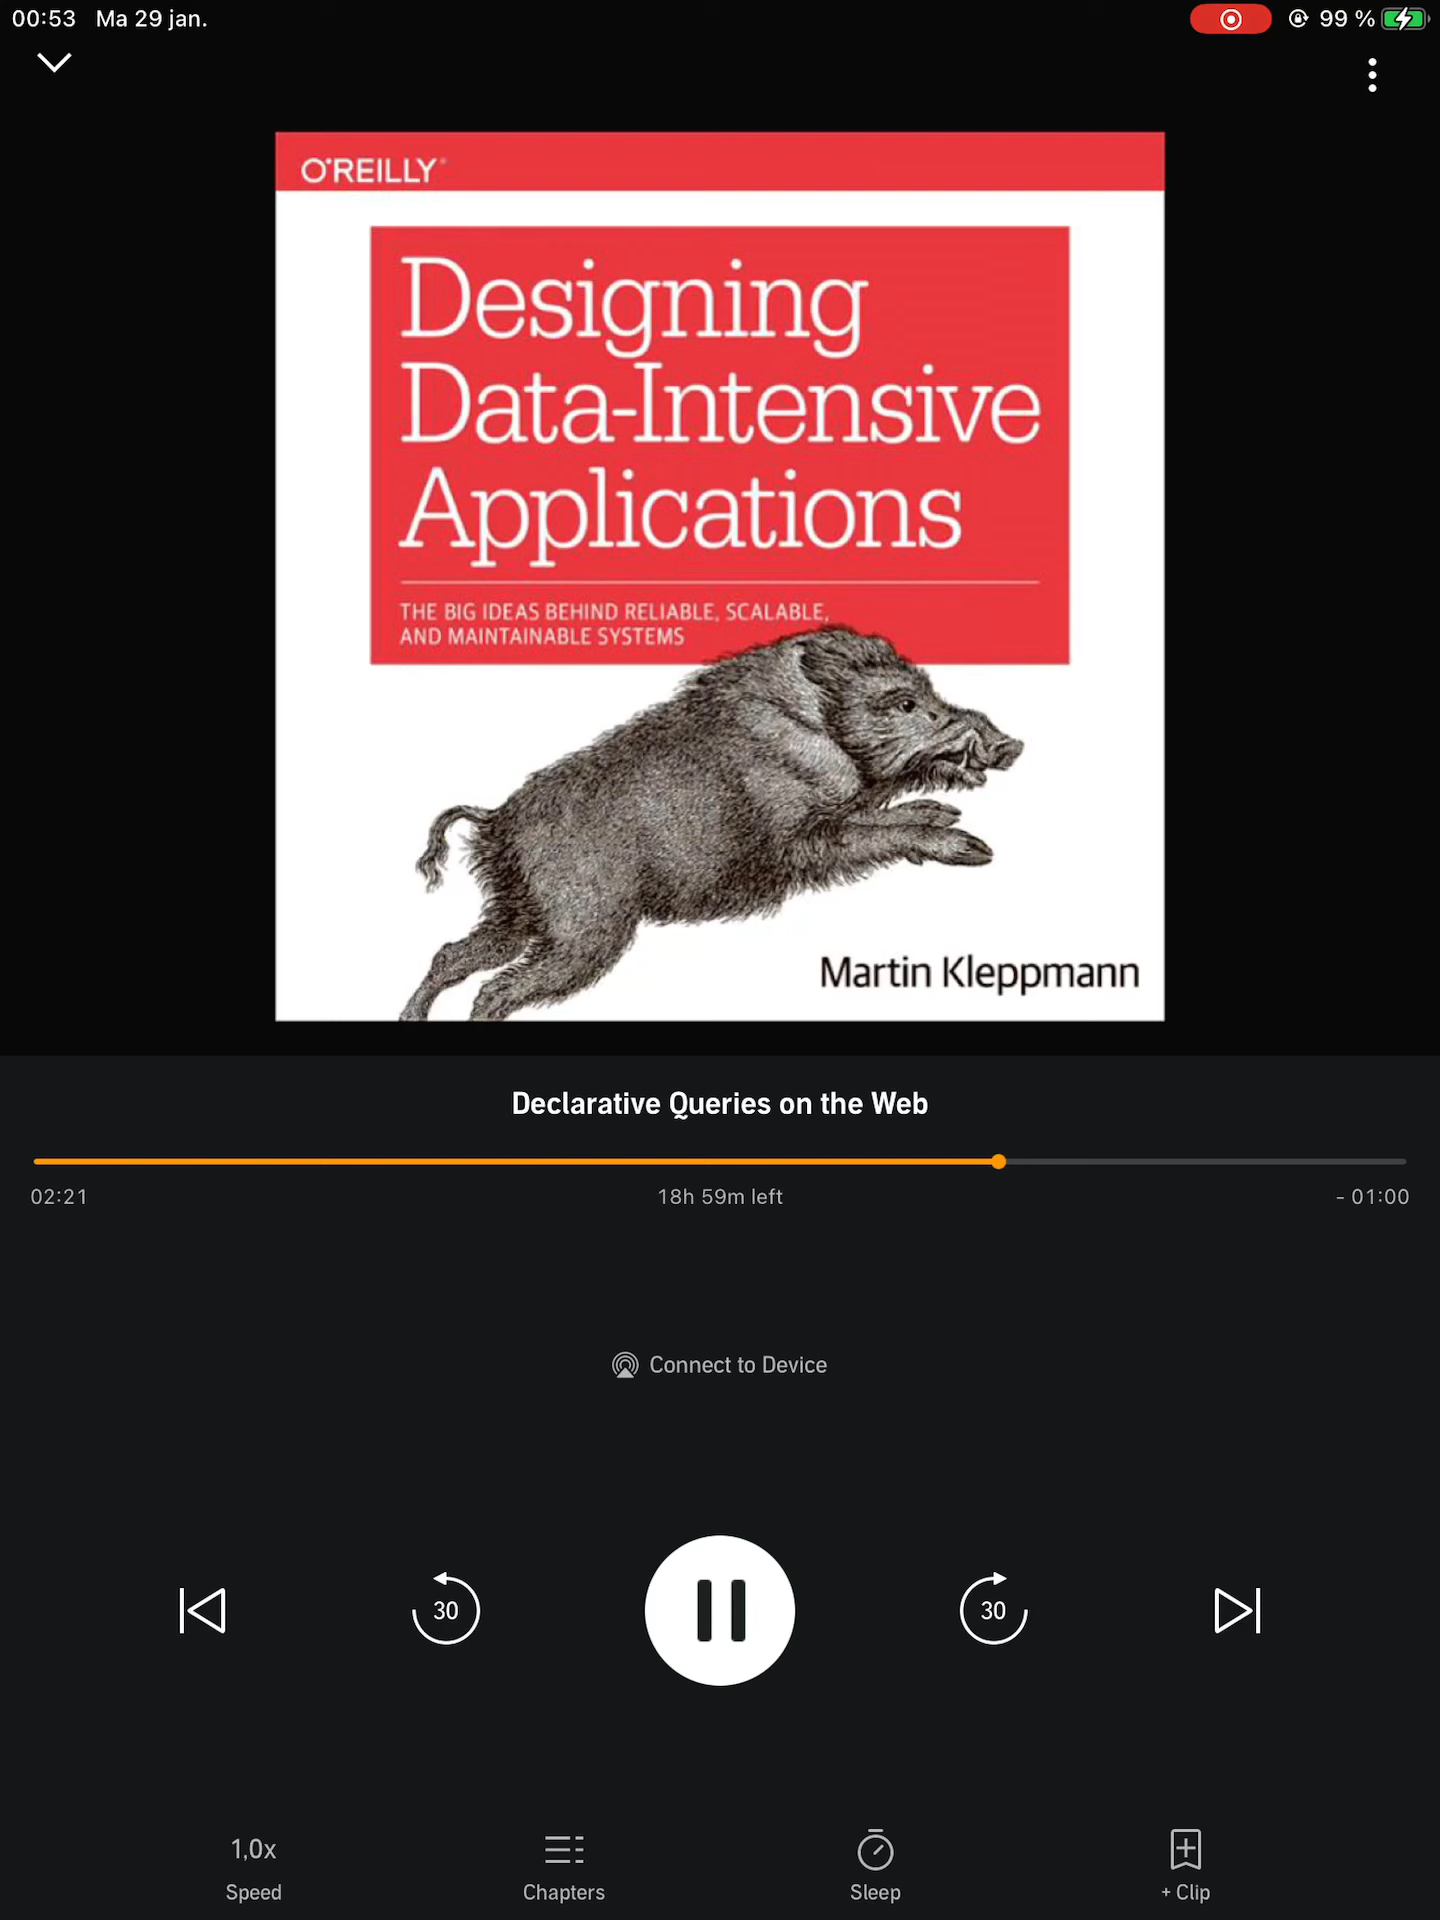 00:53 Ma 29 jan. 99 %
O'REILLY
Designing
Data-Intensive
Applications
THE BIG IDEAS BEHIND RELIABLE, SCALABLE,
AND MAINTAINABLE SYSTEMS
Martin Kleppmann
Declarative Queries on the Web
02:21 18h 59m left - 01:00
Connect to Device
30 30
1,0x
Speed Chapters Sleep + Clip